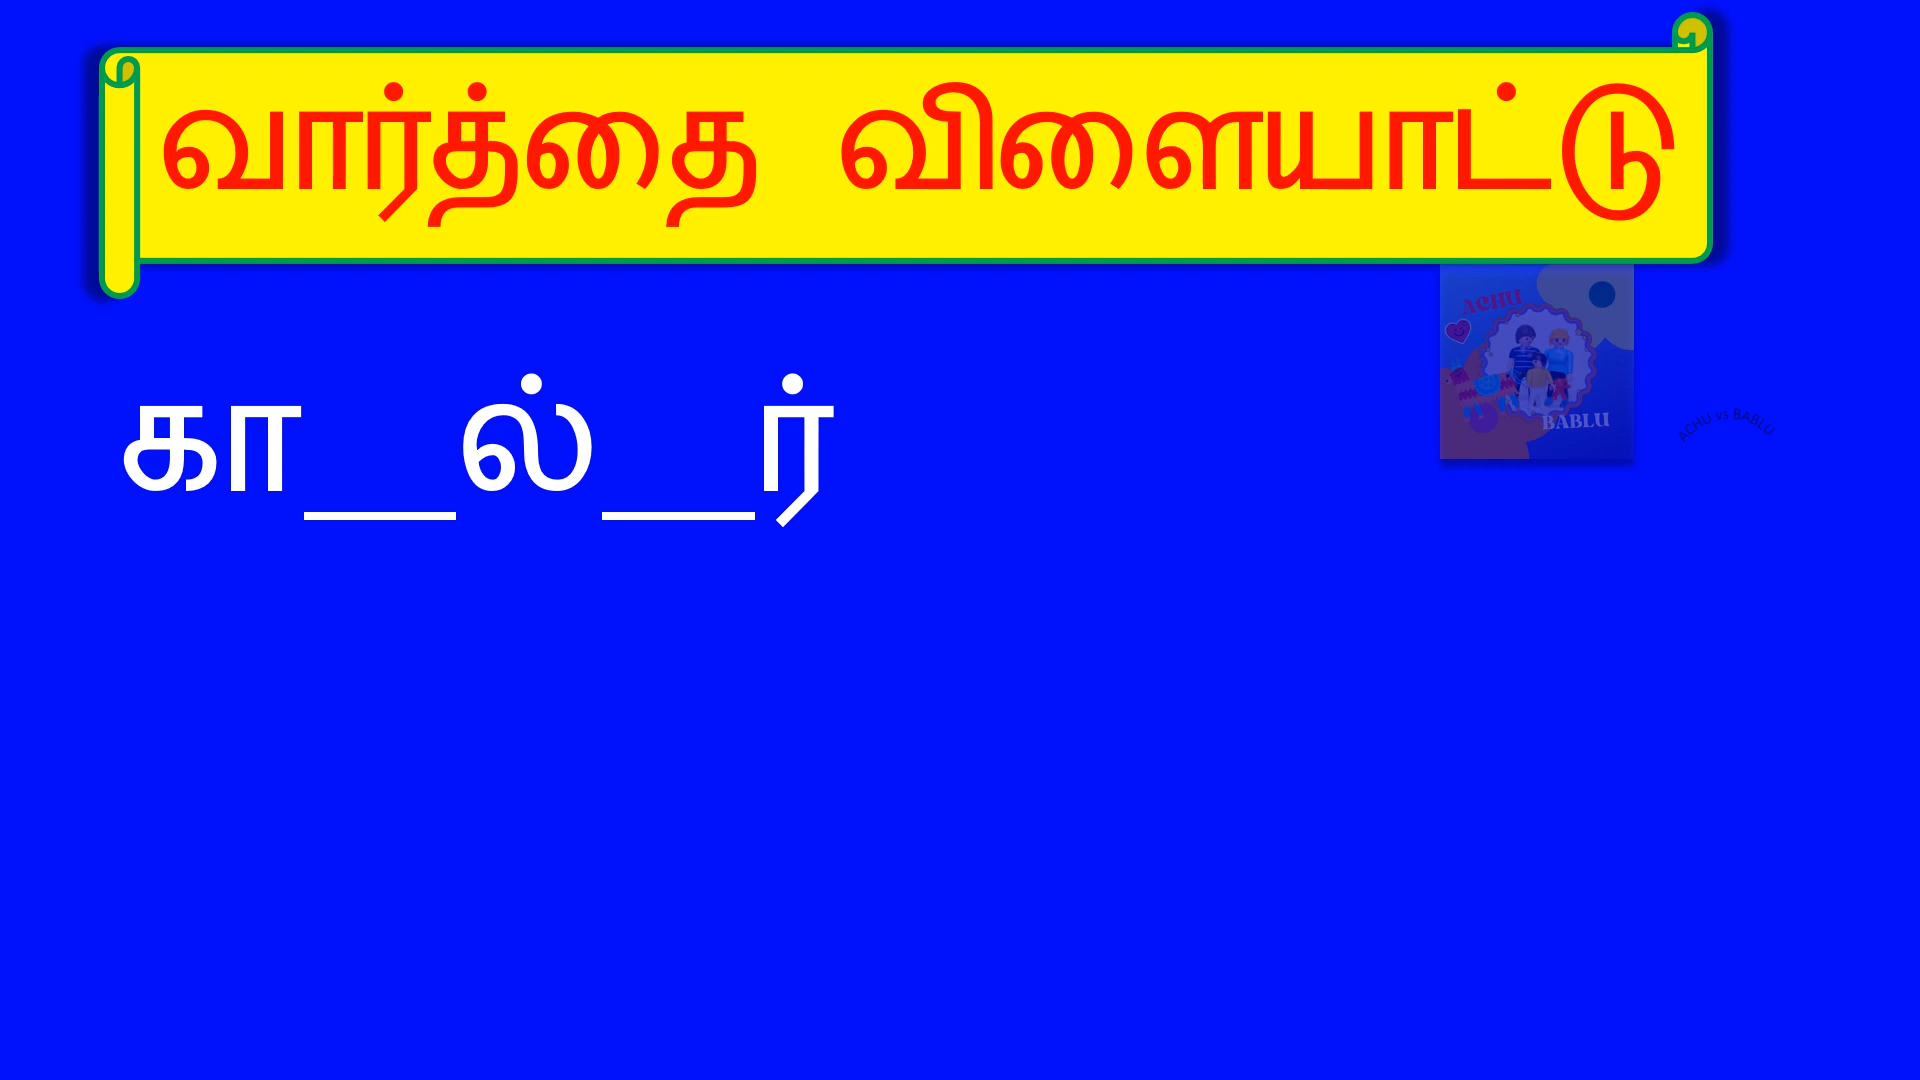 வார்த்தை விளையாட்டு
ACHU
BABLU
ACHU vs BABLU
கா__ல்__ர்